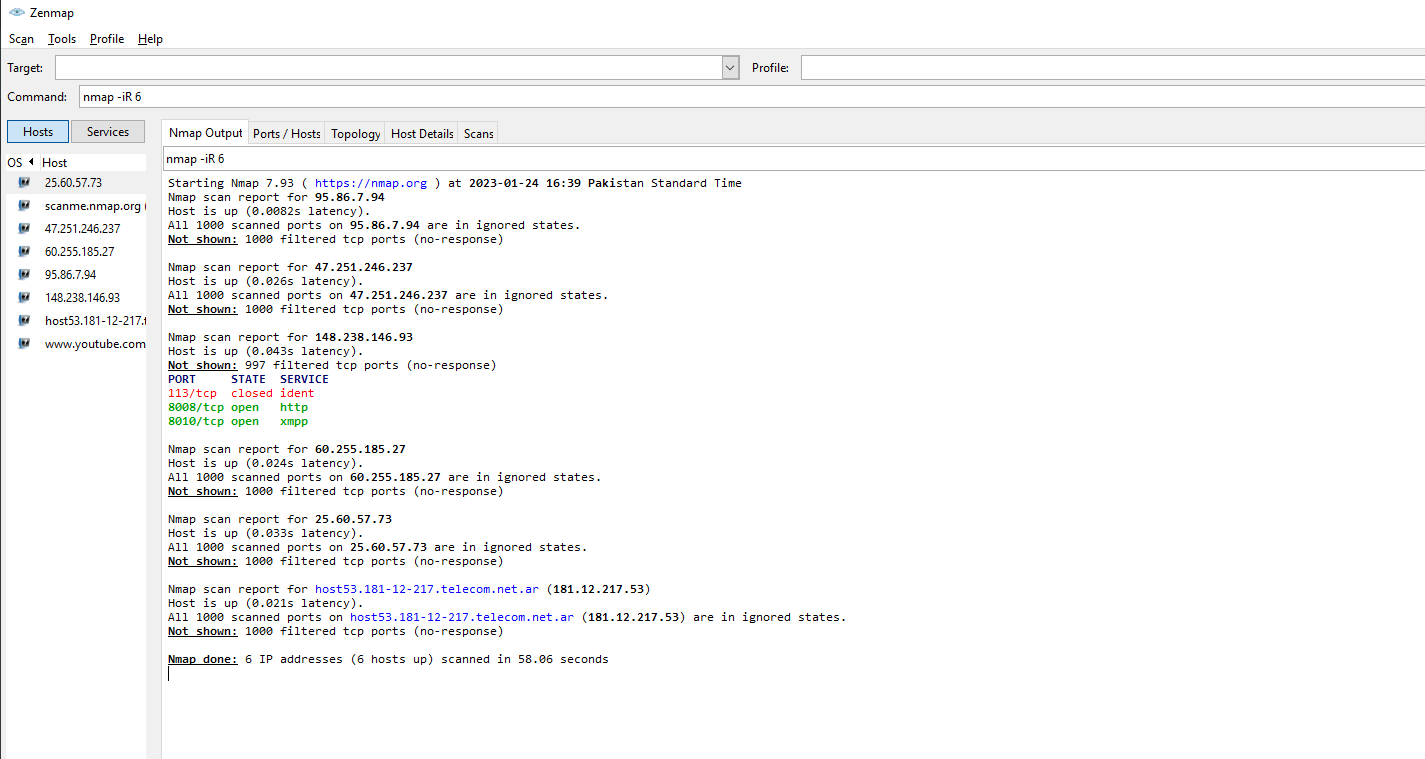 Zenmap
Scan Tools Profile Help
Target: Profile:
Command: nmap -iR 6
Hosts Services
Nmap Output Ports / Hosts Topology Host Details Scans
OS Host
25.60.57.73
scanme.nmap.org (
47.251.246.237
60.255.185.27
95.86.7.94
148.238.146.93
host53.181-12-217.t
www.youtube.com
nmap -iR 6
Starting Nmap 7.93 ( https://nmap.org ) at 2023-01-24 16:39 Pakistan Standard Time
Nmap scan report for 95.86.7.94
Host is up (0.0082s latency).
All 1000 scanned ports on 95.86.7.94 are in ignored states.
Not shown: 1000 filtered tcp ports (no-response)
Nmap scan report for 47.251.246.237
Host is up (0.026s latency).
All 1000 scanned ports on 47.251.246.237 are in ignored states.
Not shown: 1000 filtered tcp ports (no-response)
Nmap scan report for 148.238.146.93
Host is up (0.043s latency).
Not shown: 997 filtered tcp ports (no-response)
PORT STATE SERVICE
113/tcp closed ident
8008/tcp open http
8010/tcp open xmpp
Nmap scan report for 60.255.185.27
Host is up (0.024s latency).
All 1000 scanned ports on 60.255.185.27 are in ignored states.
Not shown: 1000 filtered tcp ports (no-response)
Nmap scan report for 25.60.57.73
Host is up (0.033s latency).
All 1000 scanned ports on 25.60.57.73 are in ignored states.
Not shown: 1000 filtered tcp ports (no-response)
Nmap scan report for host53.181-12-217.telecom.net.ar (181.12.217.53)
Host is up (0.021s latency).
All 1000 scanned ports on host53.181-12-217.telecom.net.ar (181.12.217.53) are in ignored states.
Not shown: 1000 filtered tcp ports (no-response)
Nmap done: 6 IP addresses (6 hosts up) scanned in 58.06 seconds